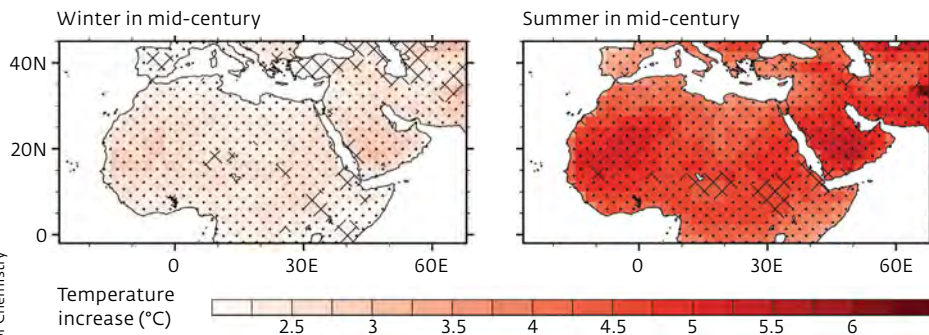 Winter in mid-century
Summer in mid-century
40N
20N
0
0
30E
60E
0
30E
60E
Temperature
increase (°C)
2.5
3
3.5
4
4.5
5
5.5
6
Chemistry